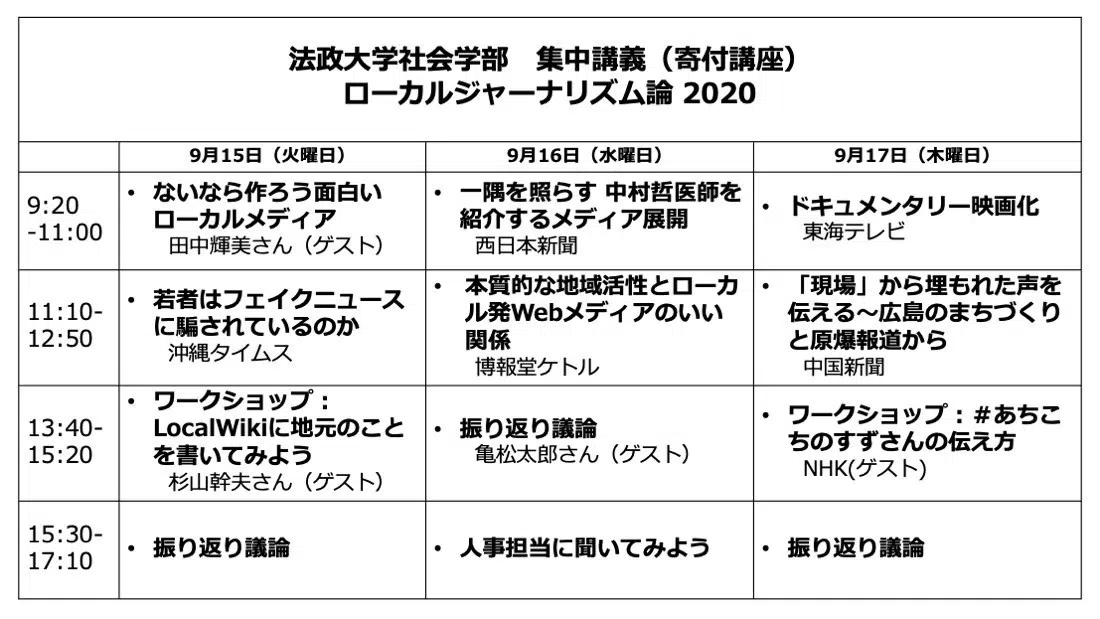 法政大学社会学部　集中講義（寄付講座）
ローカルジャーナリズム論 2020
9月15日（火曜日）
9月16日（水曜日）
9月17日（木曜日）
9:20
-11:00
• ないなら作ろう面白い
ローカルメディア
田中輝美さん（ゲスト）
• 一隅を照らす 中村哲医師を
紹介するメディア展開
西日本新聞
• ドキュメンタリー映画化
東海テレビ
11:10-
12:50
• 若者はフェイクニュース
に騙されているのか
沖縄タイムス
• 本質的な地域活性とローカ
ル発Webメディアのいい
関係
博報堂ケトル
• 「現場」から埋もれた声を
伝える～広島のまちづくり
と原爆報道から
中国新聞
13:40-
15:20
• ワークショップ：
LocalWikiに地元のこと
を書いてみよう
杉山幹夫さん（ゲスト）
• 振り返り議論
亀松太郎さん（ゲスト）
• ワークショップ：＃あちこ
ちのすずさんの伝え方
NHK(ゲスト)
15:30-
17:10
• 振り返り議論
• 人事担当に聞いてみよう
• 振り返り議論